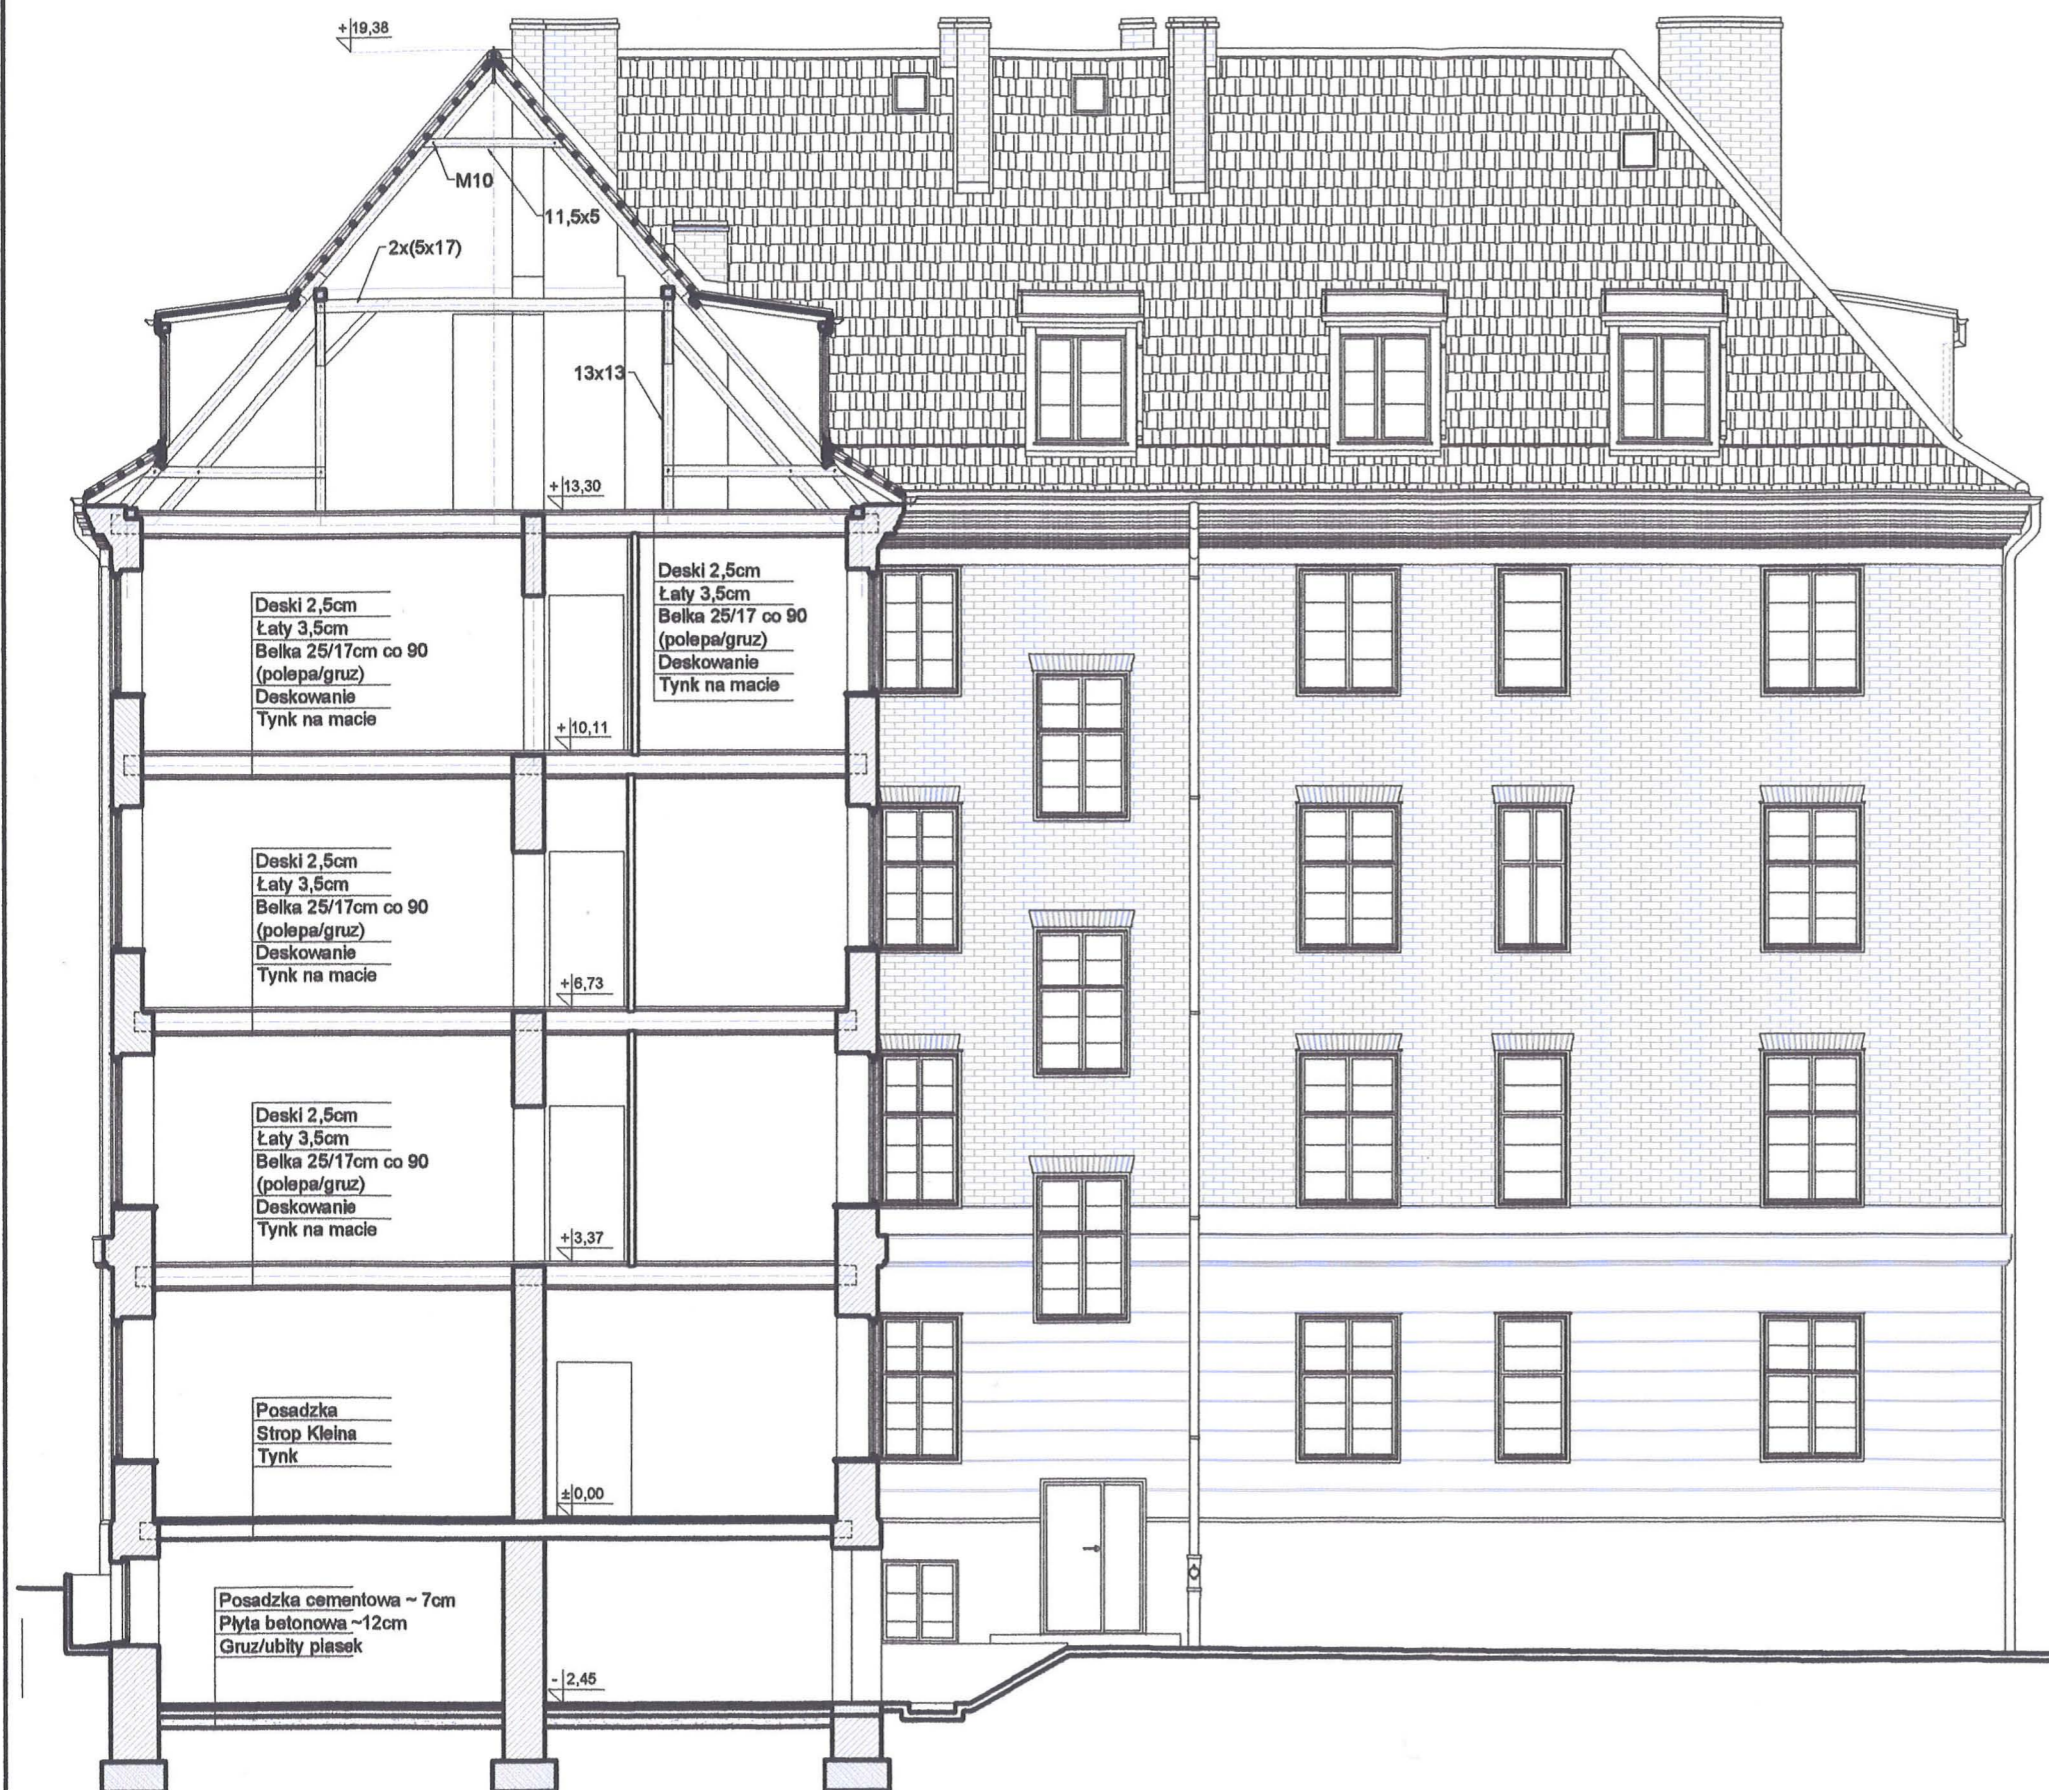 +19,38
M10
11,5x5
2x(5x17)
13x13
+13,30
Deski 2,5cm
Łaty 3,5cm
Belka 25/17 co 90
(polepa/gruz)
Deskowanie
Tynk na macie
Deski 2,5cm
Łaty 3,5cm
Belka 25/17cm co 90
(polepa/gruz)
Deskowanie
Tynk na macie
+10,11
Deski 2,5cm
Łaty 3,5cm
Belka 25/17cm co 90
(polepa/gruz)
Deskowanie
Tynk na macie
+6,73
Deski 2,5cm
Łaty 3,5cm
Belka 25/17cm co 90
(polepa/gruz)
Deskowanie
Tynk na macie
+3,37
Posadzka
Strop Kleina
Tynk
±0,00
Posadzka cementowa ~ 7cm
Płyta betonowa ~12cm
Gruz/ubity piasek
-2,45